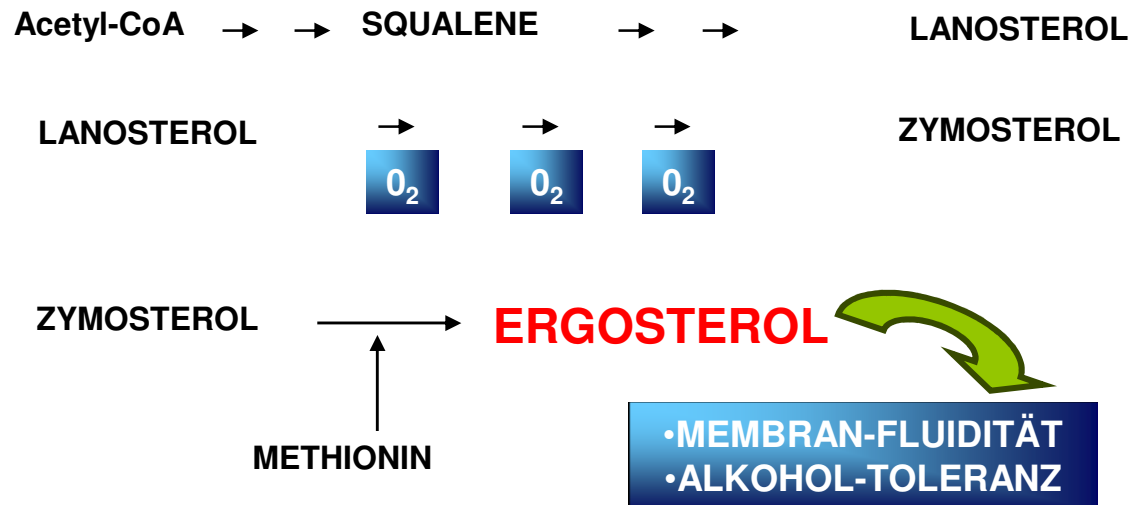 Acetyl-CoA → → SQUALENE → → LANOSTEROL
LANOSTEROL → → → ZYMOSTEROL
0₂ 0₂ 0₂
ZYMOSTEROL → ERGOSTEROL
METHIONIN
•MEMBRAN-FLUIDITÄT
•ALKOHOL-TOLERANZ